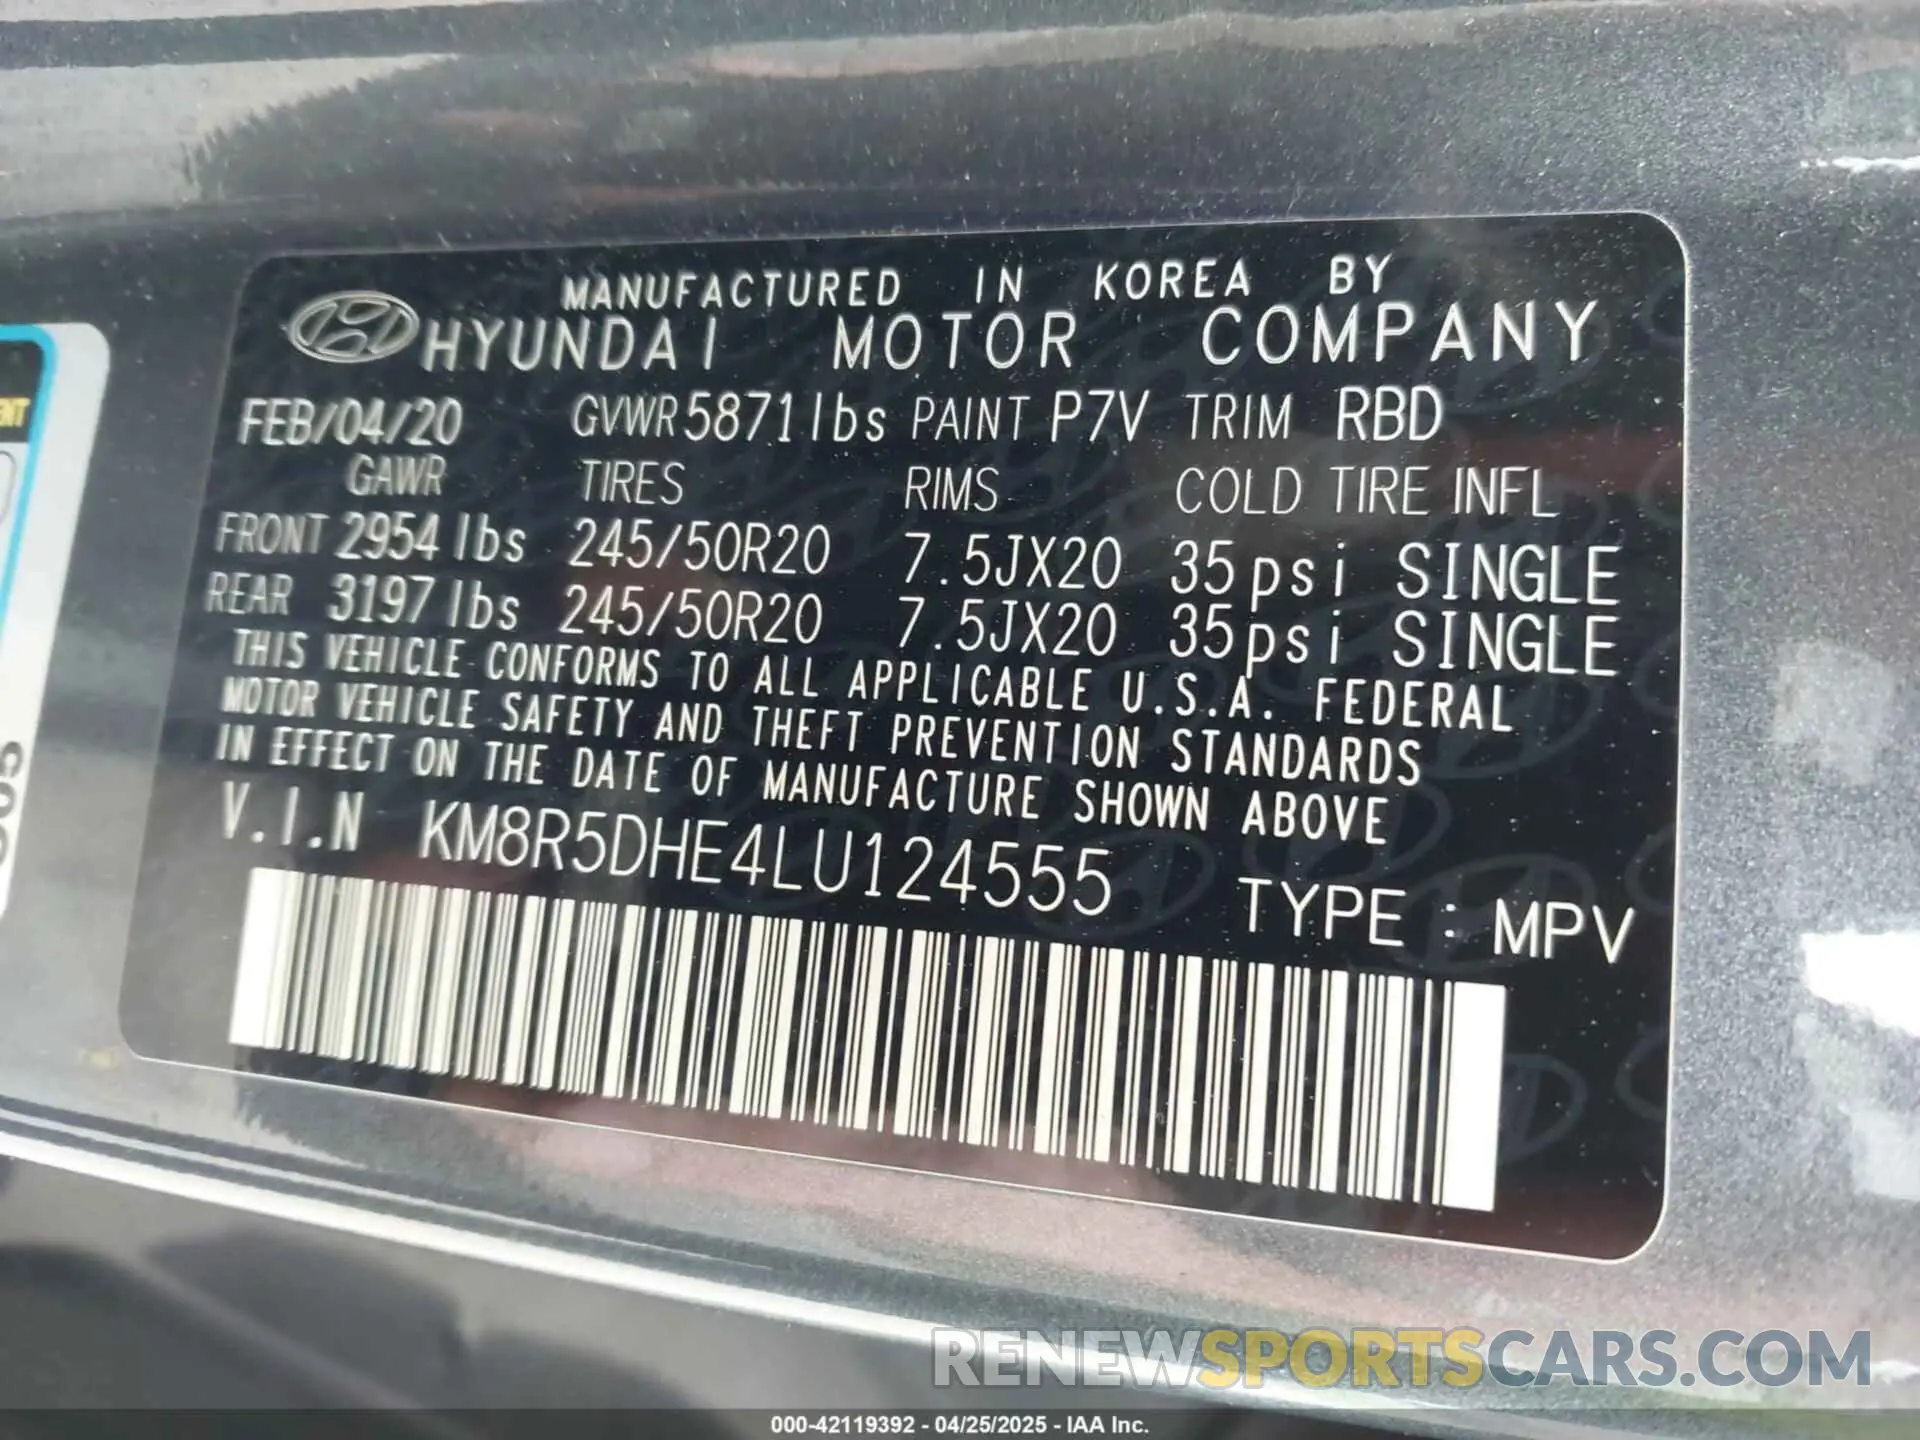 MANUFACTURED IN KOREA BY
HYUNDAI MOTOR COMPANY
FEB/04/20 GVWR 5871lbs PAINT P7V TRIM RBD
GAWR TIRES RIMS COLD TIRE INFL
FRONT 2954 lbs 245/50R20 7.5JX20 35psi SINGLE
REAR 3197 lbs 245/50R20 7.5JX20 35psi SINGLE
THIS VEHICLE CONFORMS TO ALL APPLICABLE U.S.A. FEDERAL
MOTOR VEHICLE SAFETY AND THEFT PREVENTION STANDARDS
IN EFFECT ON THE DATE OF MANUFACTURE SHOWN ABOVE
V.I.N KM8R5DHE4LU124555
TYPE : MPV
RENEWSPORTSCARS.COM
000-42119392 - 04/25/2025 - IAA Inc.